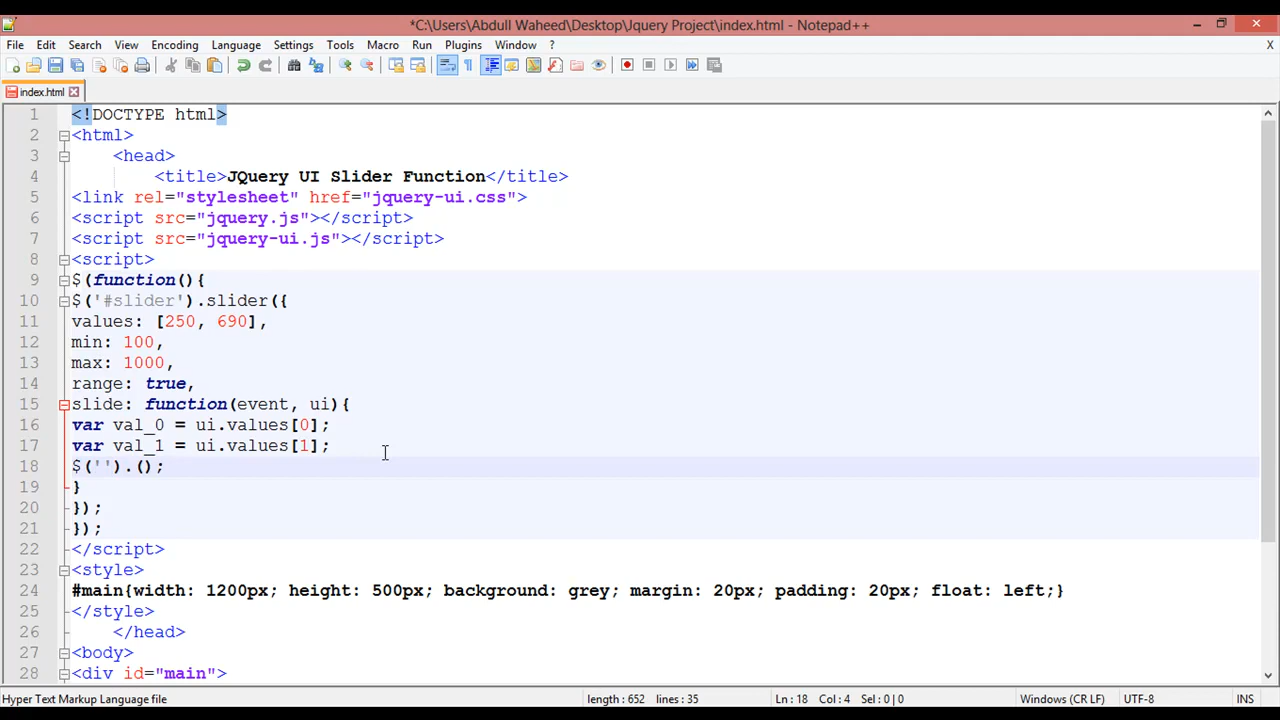 *C:\Users\Abdull Waheed\Desktop\Jquery Project\index.html - Notepad++
File Edit Search View Encoding Language Settings Tools Macro Run Plugins Window ? X
index.html
1 <!DOCTYPE html>
2 <html>
3 <head>
4 <title>JQuery UI Slider Function</title>
5 <link rel="stylesheet" href="jquery-ui.css">
6 <script src="jquery.js"></script>
7 <script src="jquery-ui.js"></script>
8 <script>
9 $(function(){
10 $('#slider').slider({
11 values: [250, 690],
12 min: 100,
13 max: 1000,
14 range: true,
15 slide: function(event, ui){
16 var val_0 = ui.values[0];
17 var val_1 = ui.values[1];
18 $('').();
19 }
20 });
21 });
22 </script>
23 <style>
24 #main{width: 1200px; height: 500px; background: grey; margin: 20px; padding: 20px; float: left;}
25 </style>
26 </head>
27 <body>
28 <div id="main">
Hyper Text Markup Language file length : 652 lines : 35 Ln : 18 Col : 4 Sel : 0 | 0 Windows (CR LF) UTF-8 INS